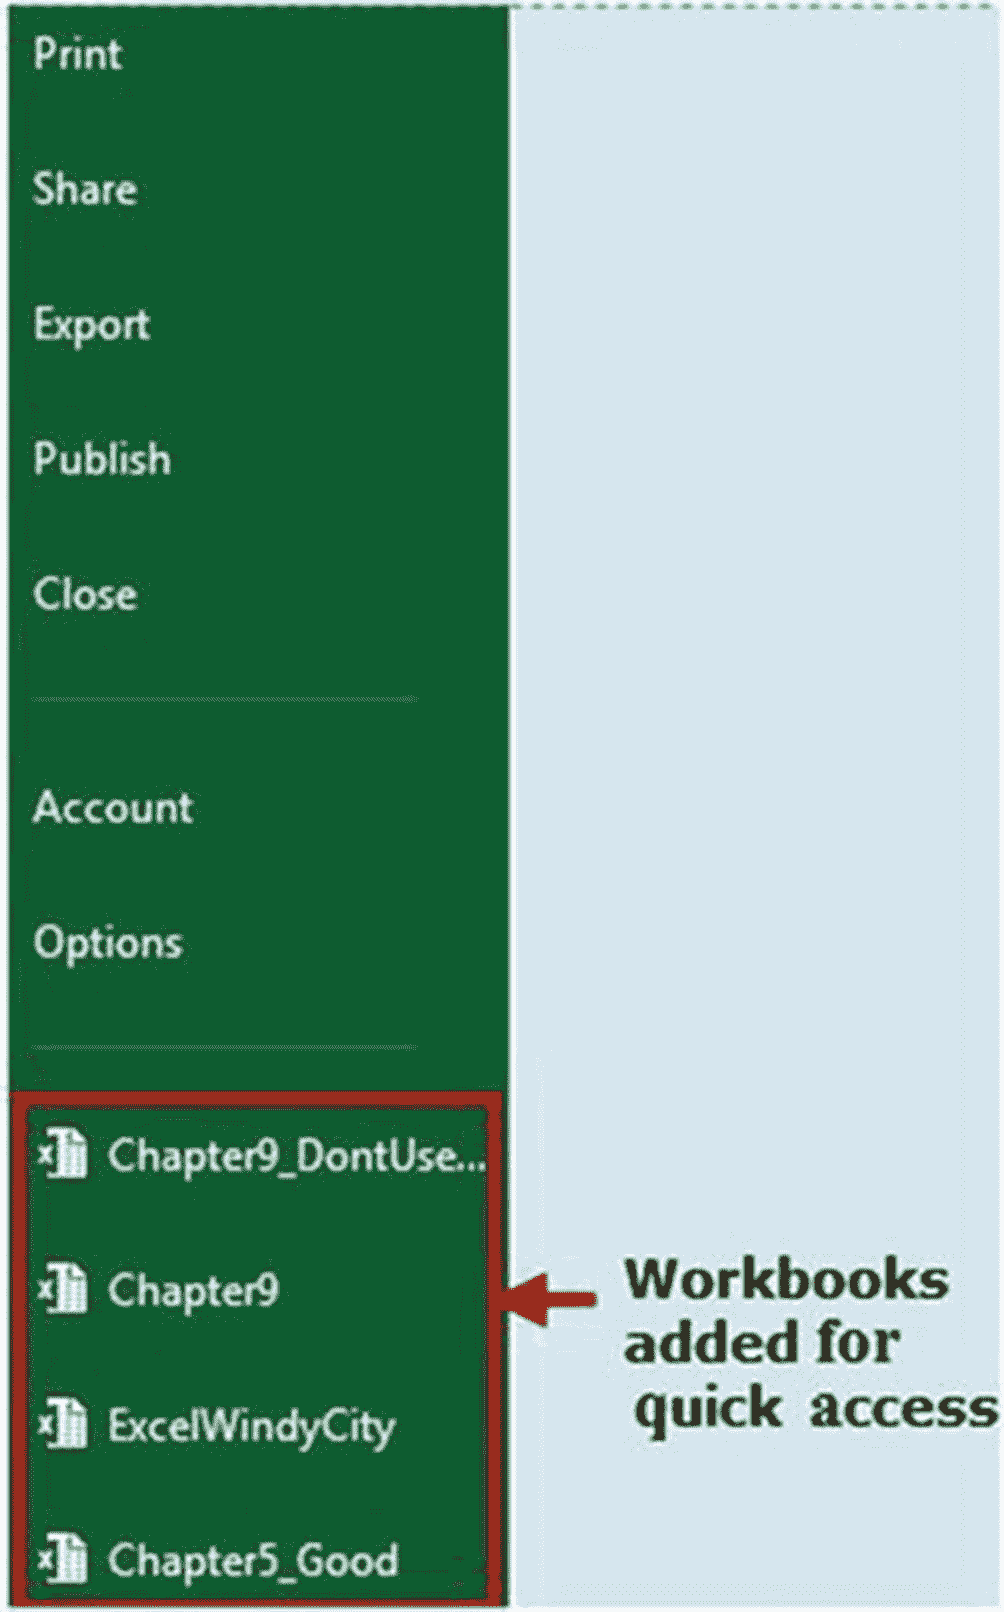 Print
Share
Export
Publish
Close
Account
Options
Chapter9_DontUse...
Chapter9
ExcelWindyCity
Chapter5_Good
Workbooks
added for
quick access